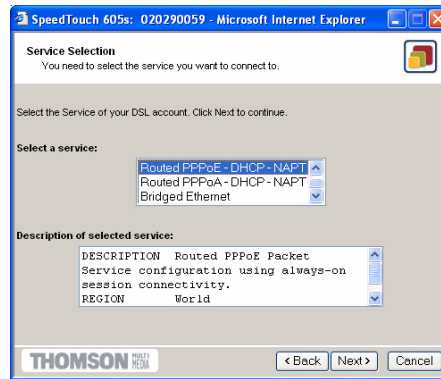 SpeedTouch 605s: 020290059 - Microsoft Internet Explorer
Service Selection
You need to select the service you want to connect to.
Select the Service of your DSL account. Click Next to continue.
Select a service:
Routed PPPoE - DHCP - NAPT
Routed PPPoA - DHCP - NAPT
Bridged Ethernet
Description of selected service:
DESCRIPTION Routed PPPoE Packet
Service configuration using always-on
session connectivity.
REGION World
THOMSON MULTI MEDIA
< Back Next > Cancel